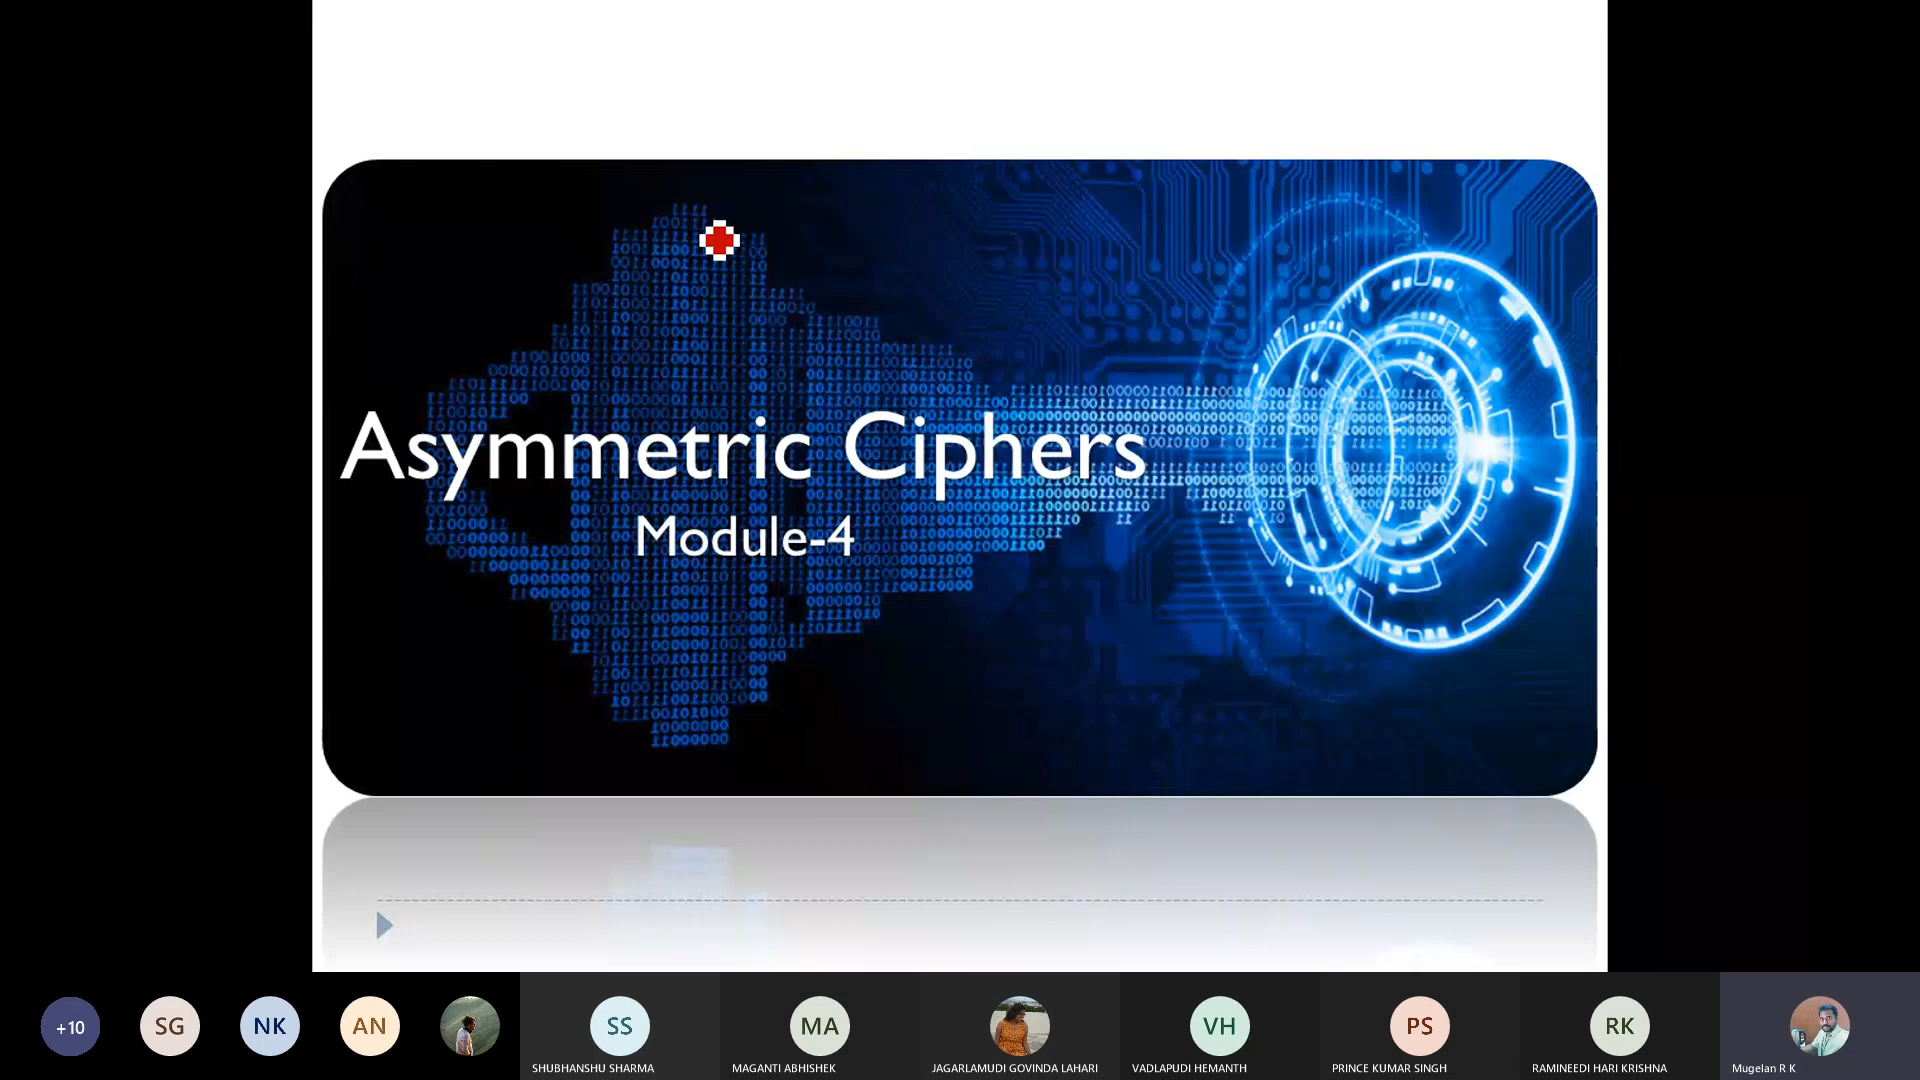 Asymmetric Ciphers
Module-4
+10
SG
NK
AN
SS
MA
VH
PS
RK
SHUBHANSHU SHARMA
MAGANTI ABHISHEK
JAGARLAMUDI GOVINDA LAHARI
VADLAPUDI HEMANTH
PRINCE KUMAR SINGH
RAMINEEDI HARI KRISHNA
Mugelan R K